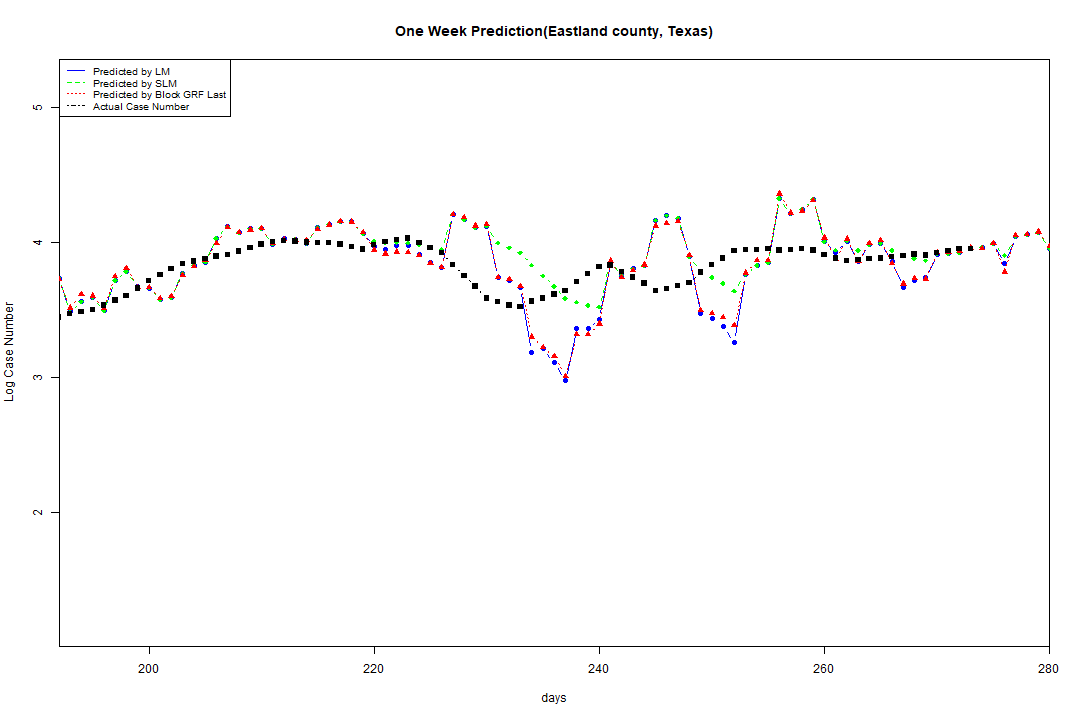 One Week Prediction(Eastland county, Texas)
Predicted by LM
Predicted by SLM
Predicted by Block GRF Last
Actual Case Number
5
4
3
2
Log Case Number
200 220 240 260 280
days